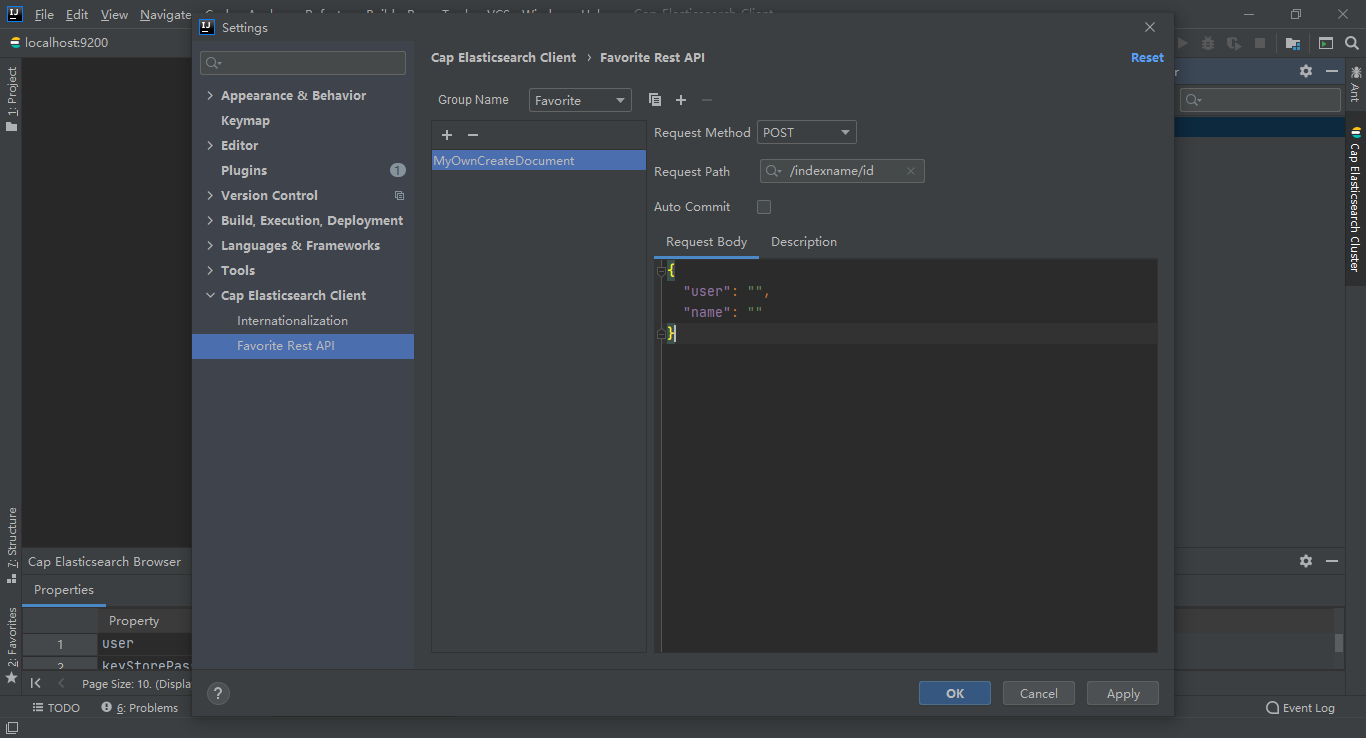 File Edit View Navigate
Cap Elasticsearch Client
localhost:9200
1: Project
7: Structure
2: Favorites
Settings
Appearance & Behavior
Keymap
Editor
Plugins 1
Version Control
Build, Execution, Deployment
Languages & Frameworks
Tools
Cap Elasticsearch Client
Internationalization
Favorite Rest API
Cap Elasticsearch Client › Favorite Rest API Reset
Group Name Favorite
MyOwnCreateDocument
Request Method POST
Request Path /indexname/id
Auto Commit
Request Body Description
{
"user": "",
"name": ""
}
Ant
Cap Elasticsearch Cluster
Cap Elasticsearch Browser
Properties
Property
1 user
2
Page Size: 10.
? OK Cancel Apply
TODO 6: Problems Event Log